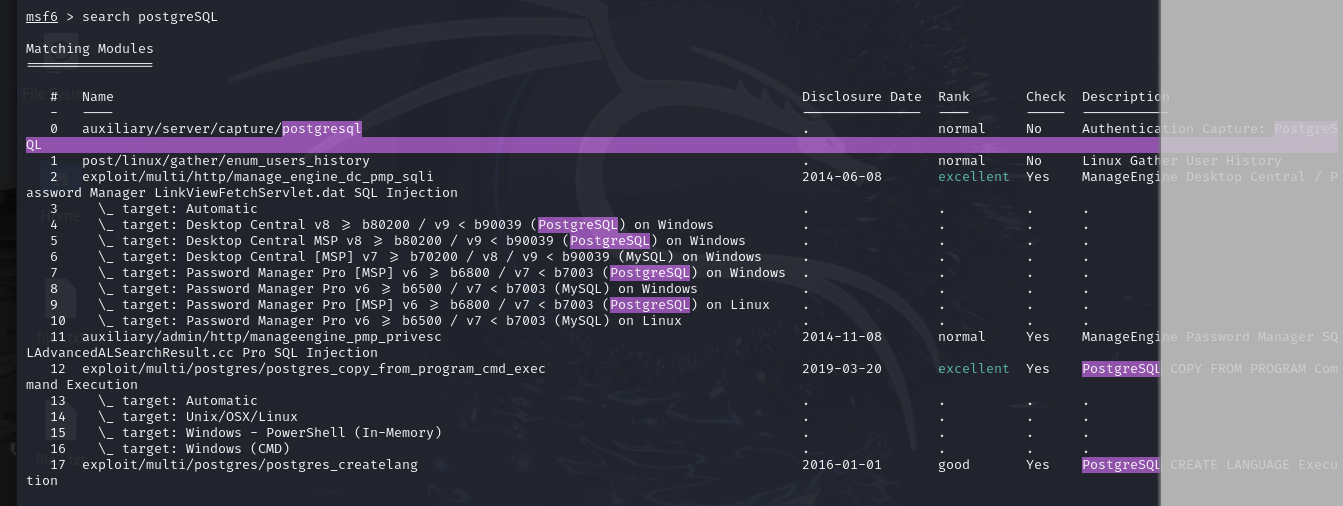 msf6 > search postgreSQL
Matching Modules
================
# Name Disclosure Date Rank Check Description
- ---- --------------- ---- ----- -----------
0 auxiliary/server/capture/postgresql . normal No Authentication Capture: PostgreS
QL
1 post/linux/gather/enum_users_history . normal No Linux Gather User History
2 exploit/multi/http/manage_engine_dc_pmp_sqli 2014-06-08 excellent Yes ManageEngine Desktop Central / P
assword Manager LinkViewFetchServlet.dat SQL Injection
3 \_ target: Automatic . . . .
4 \_ target: Desktop Central v8 >= b80200 / v9 < b90039 (PostgreSQL) on Windows . . . .
5 \_ target: Desktop Central MSP v8 >= b80200 / v9 < b90039 (PostgreSQL) on Windows . . . .
6 \_ target: Desktop Central [MSP] v7 >= b70200 / v8 / v9 < b90039 (MySQL) on Windows . . . .
7 \_ target: Password Manager Pro [MSP] v6 >= b6800 / v7 < b7003 (PostgreSQL) on Windows . . . .
8 \_ target: Password Manager Pro v6 >= b6500 / v7 < b7003 (MySQL) on Windows . . . .
9 \_ target: Password Manager Pro [MSP] v6 >= b6800 / v7 < b7003 (PostgreSQL) on Linux . . . .
10 \_ target: Password Manager Pro v6 >= b6500 / v7 < b7003 (MySQL) on Linux . . . .
11 auxiliary/admin/http/manageengine_pmp_privesc 2014-11-08 normal Yes ManageEngine Password Manager SQ
LAdvancedALSearchResult.cc Pro SQL Injection
12 exploit/multi/postgres/postgres_copy_from_program_cmd_exec 2019-03-20 excellent Yes PostgreSQL COPY FROM PROGRAM Com
mand Execution
13 \_ target: Automatic . . . .
14 \_ target: Unix/OSX/Linux . . . .
15 \_ target: Windows - PowerShell (In-Memory) . . . .
16 \_ target: Windows (CMD) . . . .
17 exploit/multi/postgres/postgres_createlang 2016-01-01 good Yes PostgreSQL CREATE LANGUAGE Execu
tion